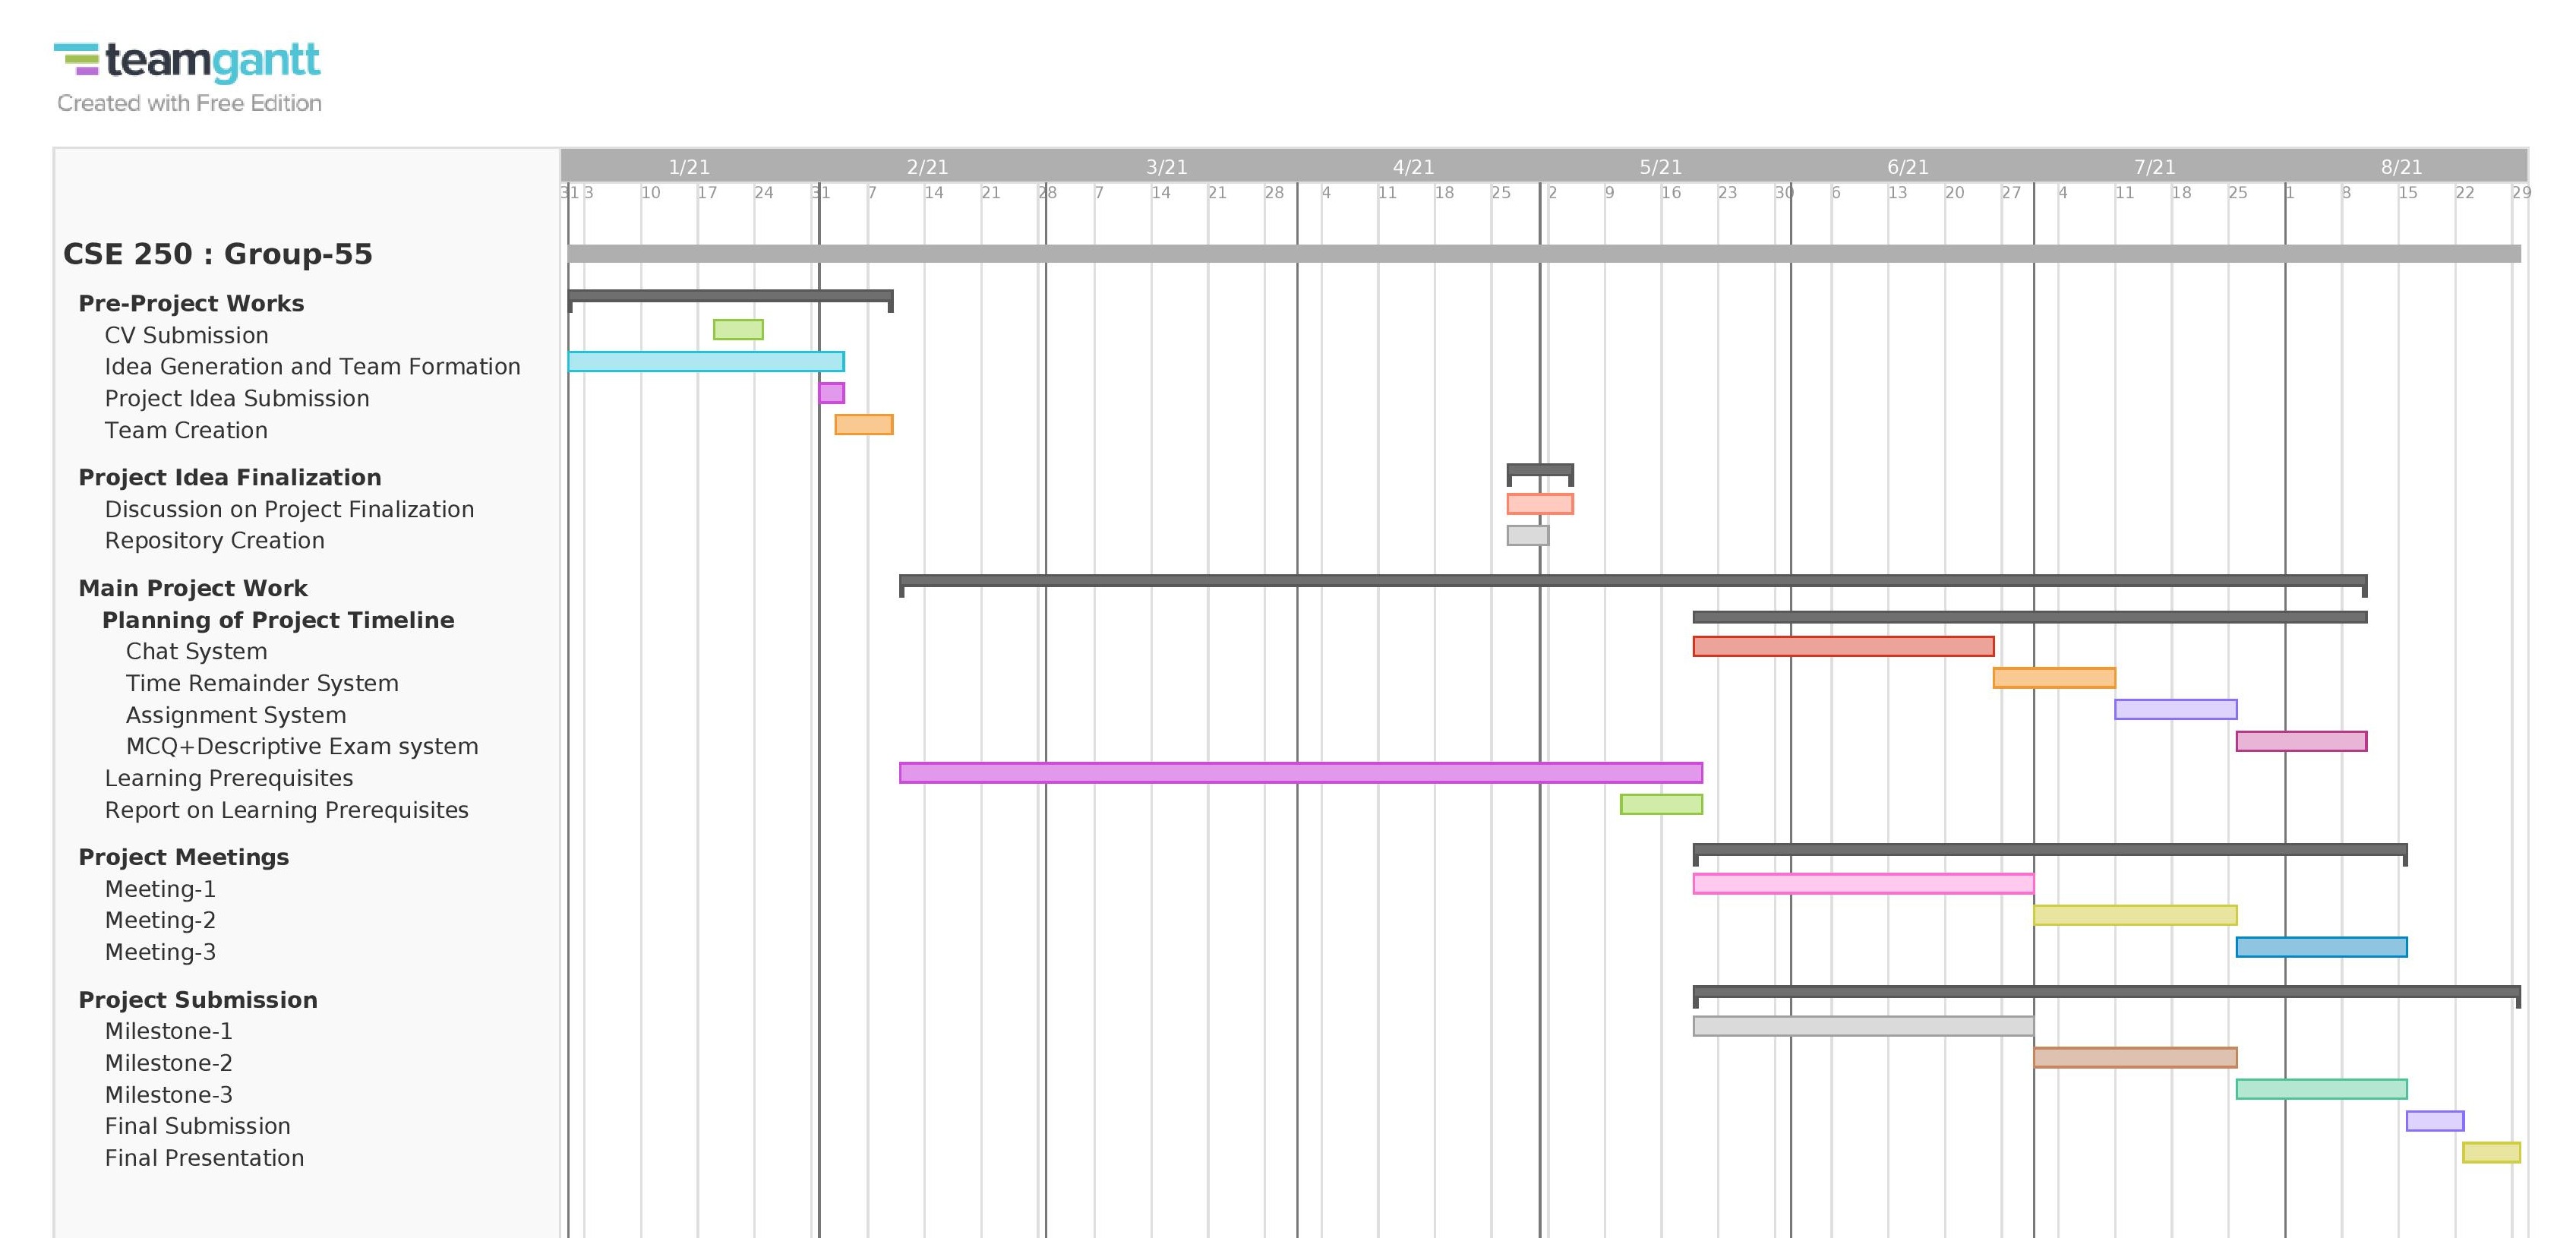 teamgantt
Created with Free Edition
1/21 2/21 3/21 4/21 5/21 6/21 7/21 8/21
31 3 10 17 24 31 7 14 21 28 7 14 21 28 4 11 18 25 2 9 16 23 30 6 13 20 27 4 11 18 25 1 8 15 22 29
CSE 250 : Group-55
Pre-Project Works
CV Submission
Idea Generation and Team Formation
Project Idea Submission
Team Creation
Project Idea Finalization
Discussion on Project Finalization
Repository Creation
Main Project Work
Planning of Project Timeline
Chat System
Time Remainder System
Assignment System
MCQ+Descriptive Exam system
Learning Prerequisites
Report on Learning Prerequisites
Project Meetings
Meeting-1
Meeting-2
Meeting-3
Project Submission
Milestone-1
Milestone-2
Milestone-3
Final Submission
Final Presentation